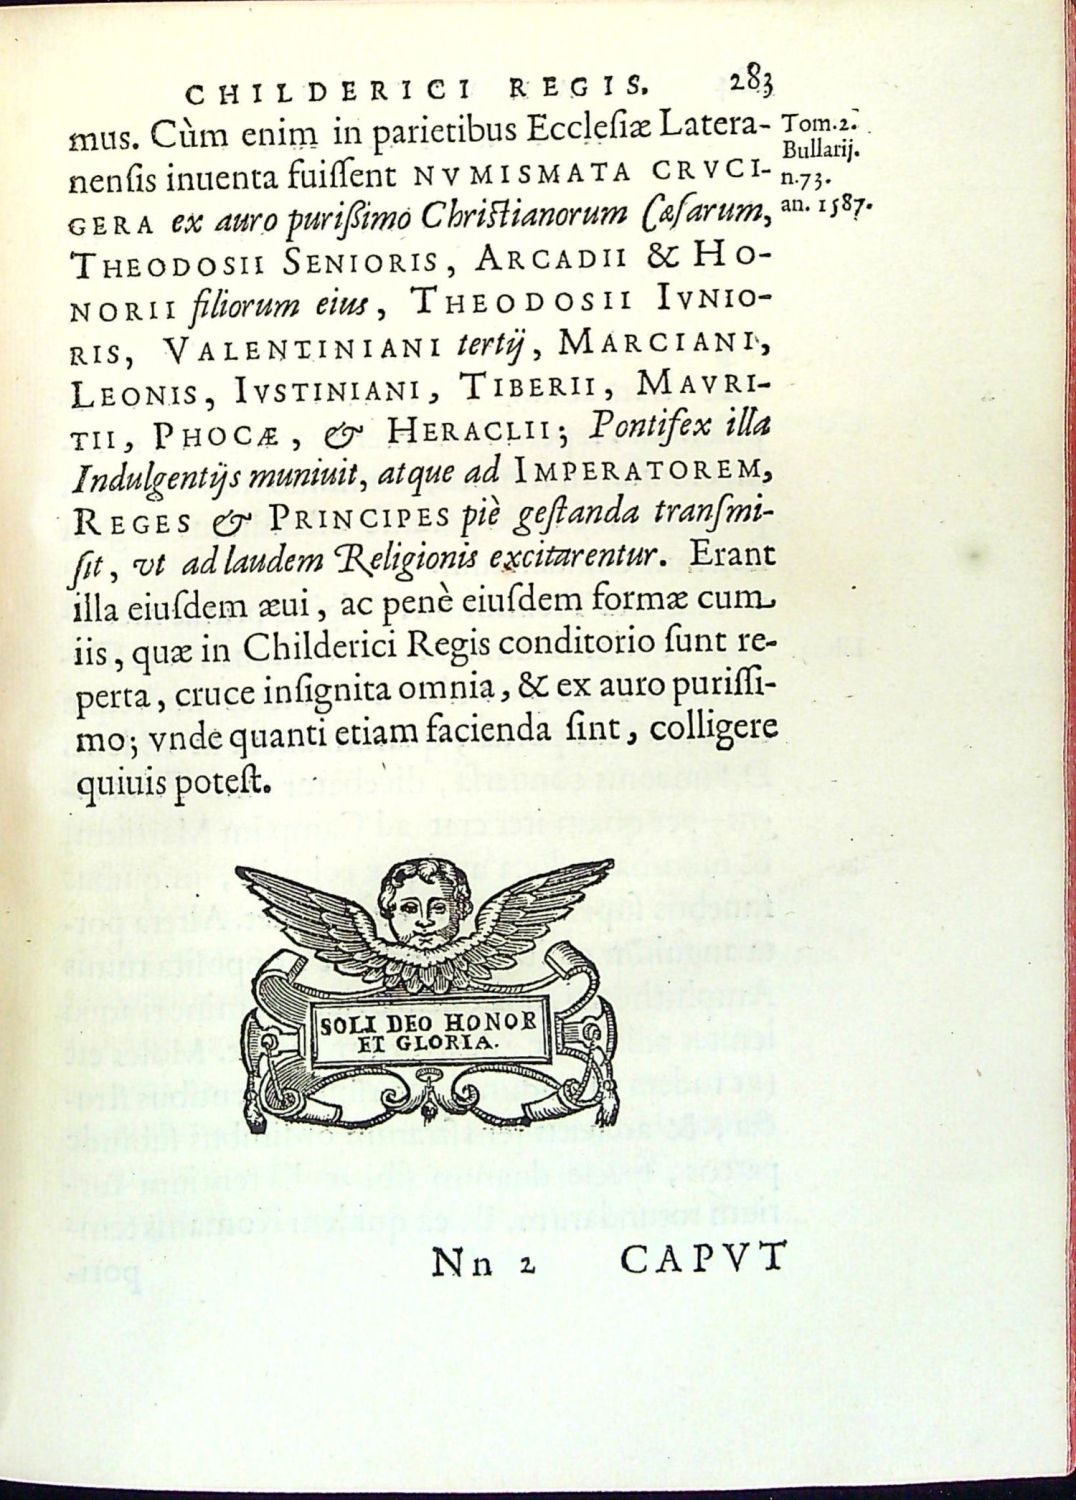 CHILDERICI REGIS. 283
mus. Cùm enim in parietibus Ecclesiæ Latera-
nensis inuenta fuissent NVMISMATA CRVCI-
GERA ex auro purißimo Christianorum Cæsarum,
THEODOSII SENIORIS, ARCADII & HO-
NORII filiorum eius, THEODOSII IVNIO-
RIS, VALENTINIANI tertij, MARCIANI,
LEONIS, IVSTINIANI, TIBERII, MAVRI-
TII, PHOCÆ, & HERACLII; Pontifex illa
Indulgentijs muniuit, atque ad IMPERATOREM,
REGES & PRINCIPES piè gestanda transmi-
sit, vt ad laudem Religionis excitarentur. Erant
illa eiusdem æui, ac penè eiusdem formæ cum
iis, quæ in Childerici Regis conditorio sunt re-
perta, cruce insignita omnia, & ex auro purissi-
mo; vnde quanti etiam facienda sint, colligere
quiuis potest.
Tom.2.
Bullarij.
n.73.
an. 1587.
SOLI DEO HONOR
ET GLORIA.
Nn 2 CAPVT